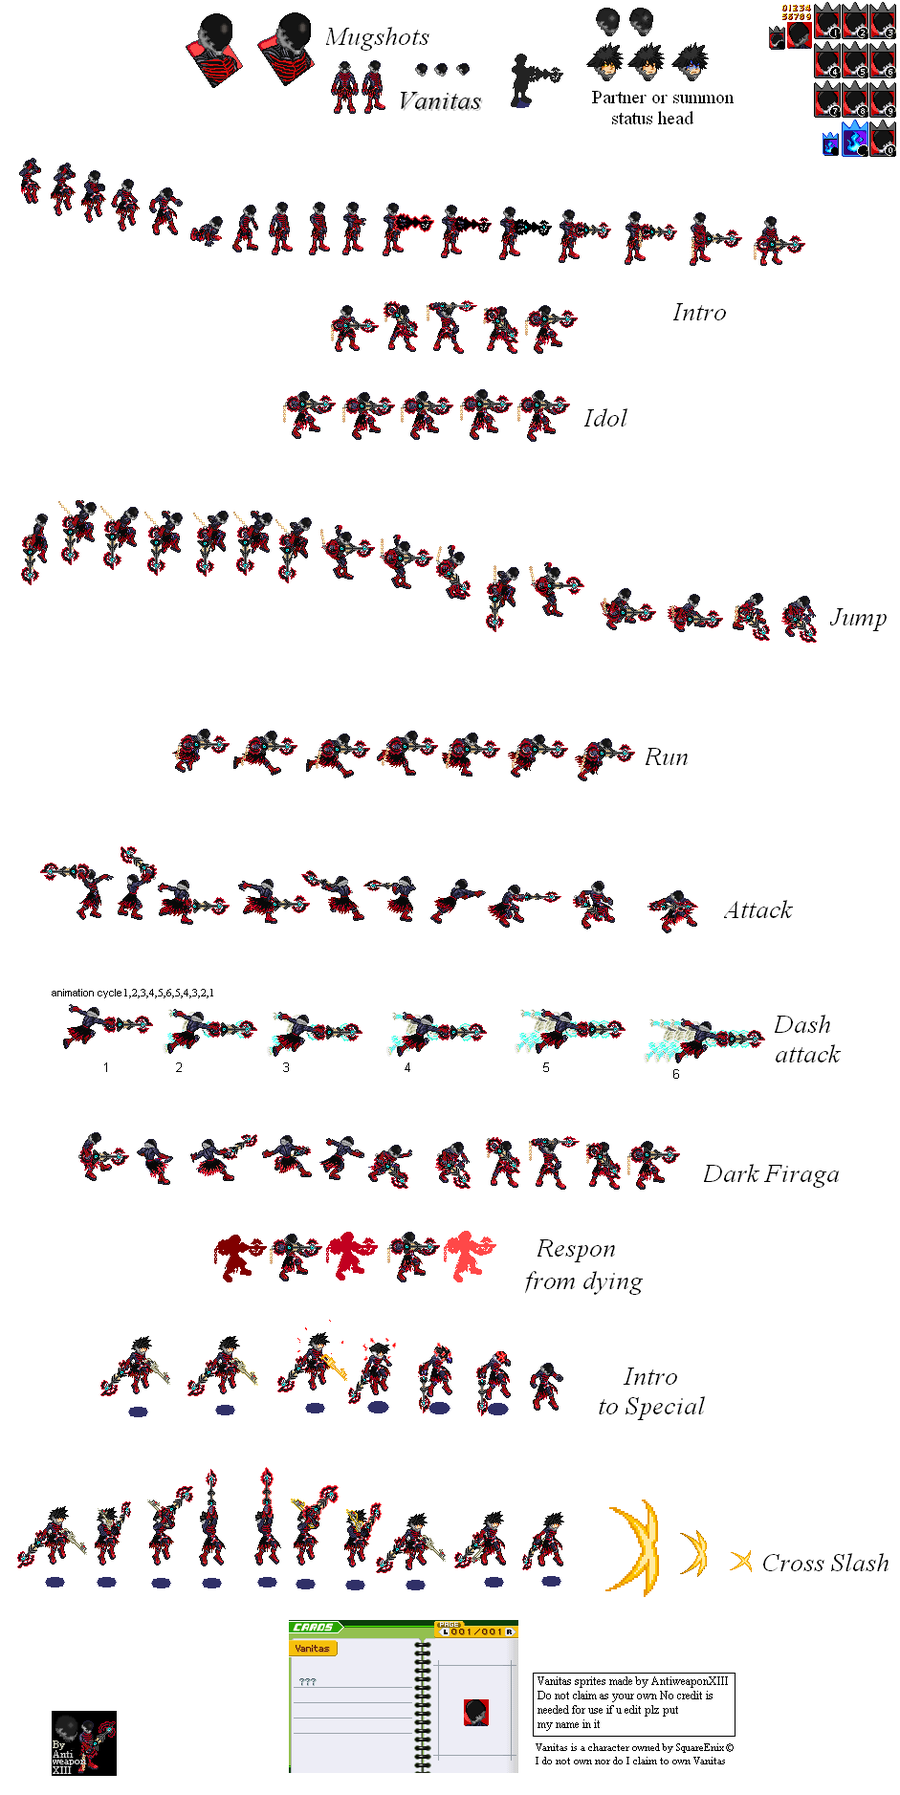 Mugshots
Vanitas
Partner or summon
status head
01234
56789
1
2
3
4
5
6
7
8
9
0
Intro
Idol
Jump
Run
Attack
animation cycle1,2,3,4,5,6,5,4,3,2,1
1
2
3
4
5
6
Dash
attack
Dark Firaga
Respon
from dying
Intro
to Special
Cross Slash
CARDS
PAGE
L 001/001 R
Vanitas
???
Vanitas sprites made by AntiweaponXIII
Do not claim as your own No credit is
needed for use if u edit plz put
my name in it
Vanitas is a character owned by SquareEnix©
I do not own nor do I claim to own Vanitas
By
Anti
weapon
XIII